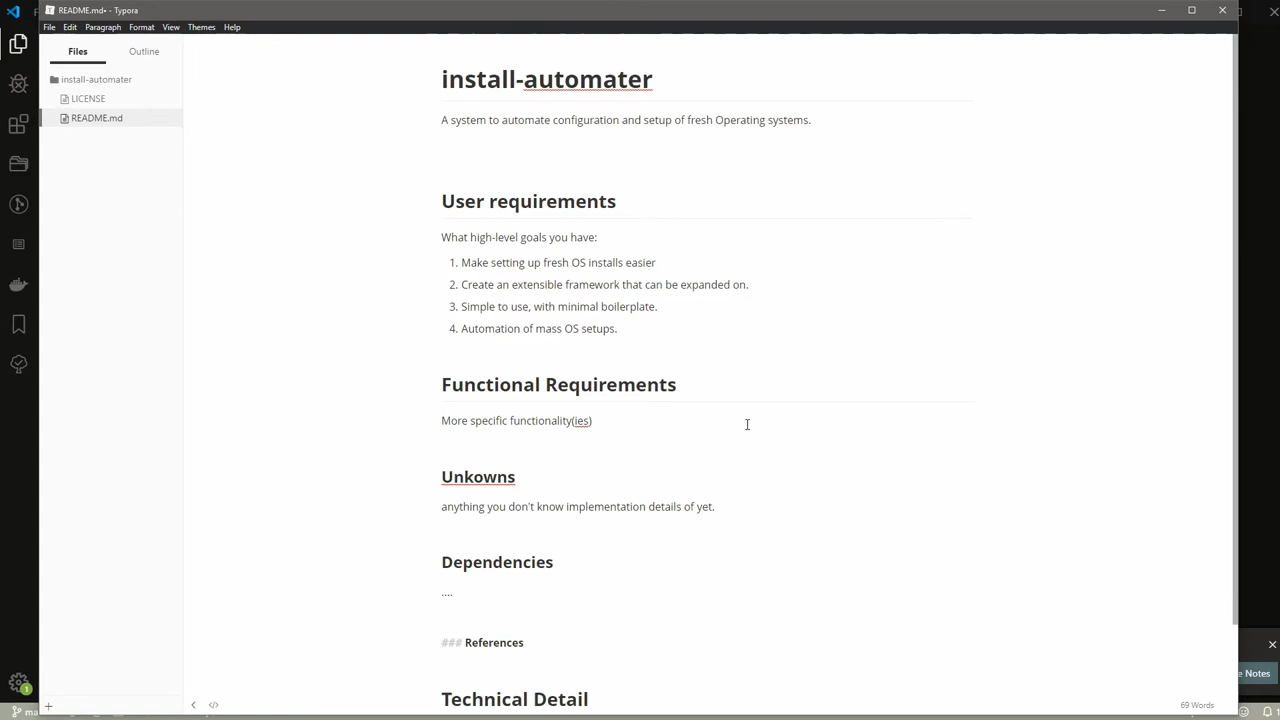 README.md• - Typora
File Edit Paragraph Format View Themes Help
Files Outline
install-automater
LICENSE
README.md
install-automater
A system to automate configuration and setup of fresh Operating systems.
User requirements
What high-level goals you have:
1. Make setting up fresh OS installs easier
2. Create an extensible framework that can be expanded on.
3. Simple to use, with minimal boilerplate.
4. Automation of mass OS setups.
Functional Requirements
More specific functionality(ies)
Unkowns
anything you don't know implementation details of yet.
Dependencies
....
### References
Technical Detail
69 Words
e Notes
1